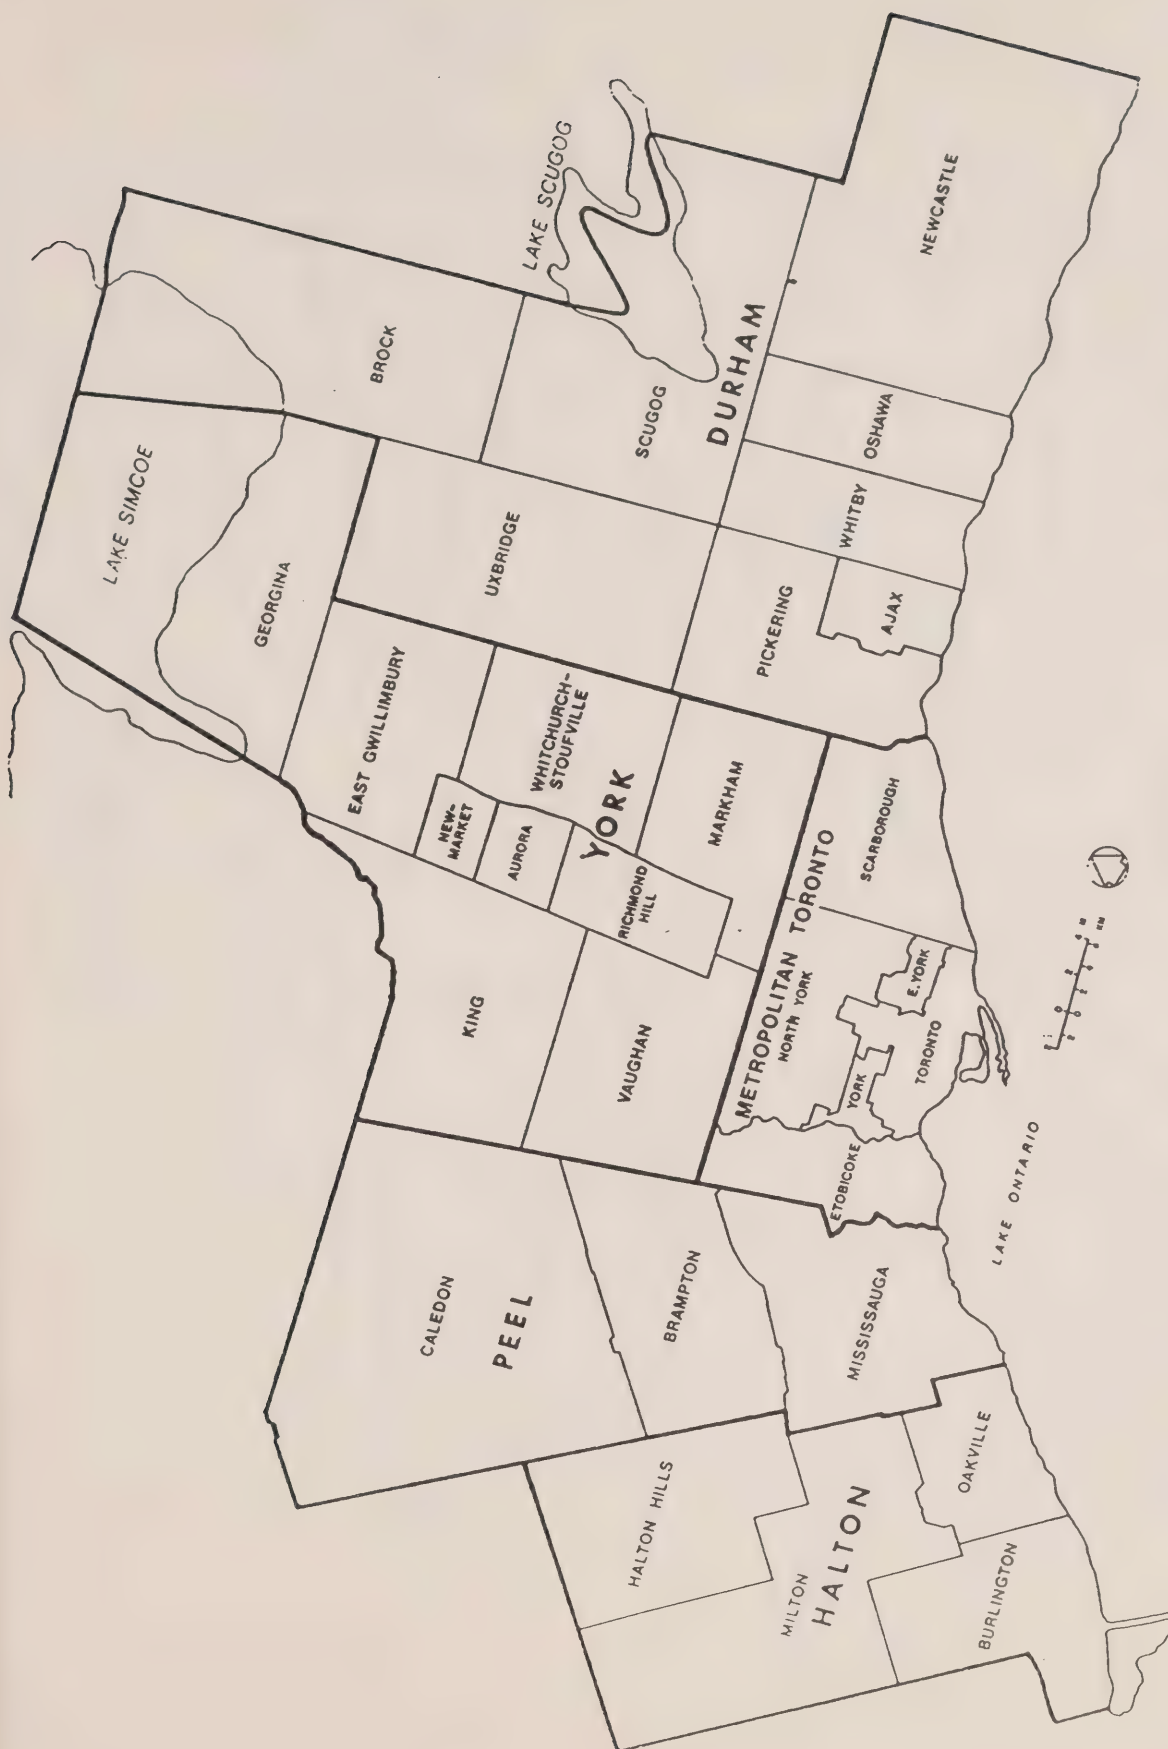 LAKE SIMCOE
GEORGINA
BROCK
LAKE SCUGOG
SCUGOG
UXBRIDGE
DURHAM
NEWCASTLE
OSHAWA
WHITBY
AJAX
PICKERING
EAST GWILLIMBURY
NEW-
MARKET
AURORA
WHITCHURCH-
STOUFVILLE
YORK
RICHMOND
HILL
MARKHAM
KING
VAUGHAN
METROPOLITAN TORONTO
NORTH YORK
SCARBOROUGH
E. YORK
YORK
TORONTO
ETOBICOKE
CALEDON
PEEL
BRAMPTON
MISSISSAUGA
HALTON HILLS
MILTON
HALTON
OAKVILLE
BURLINGTON
LAKE ONTARIO